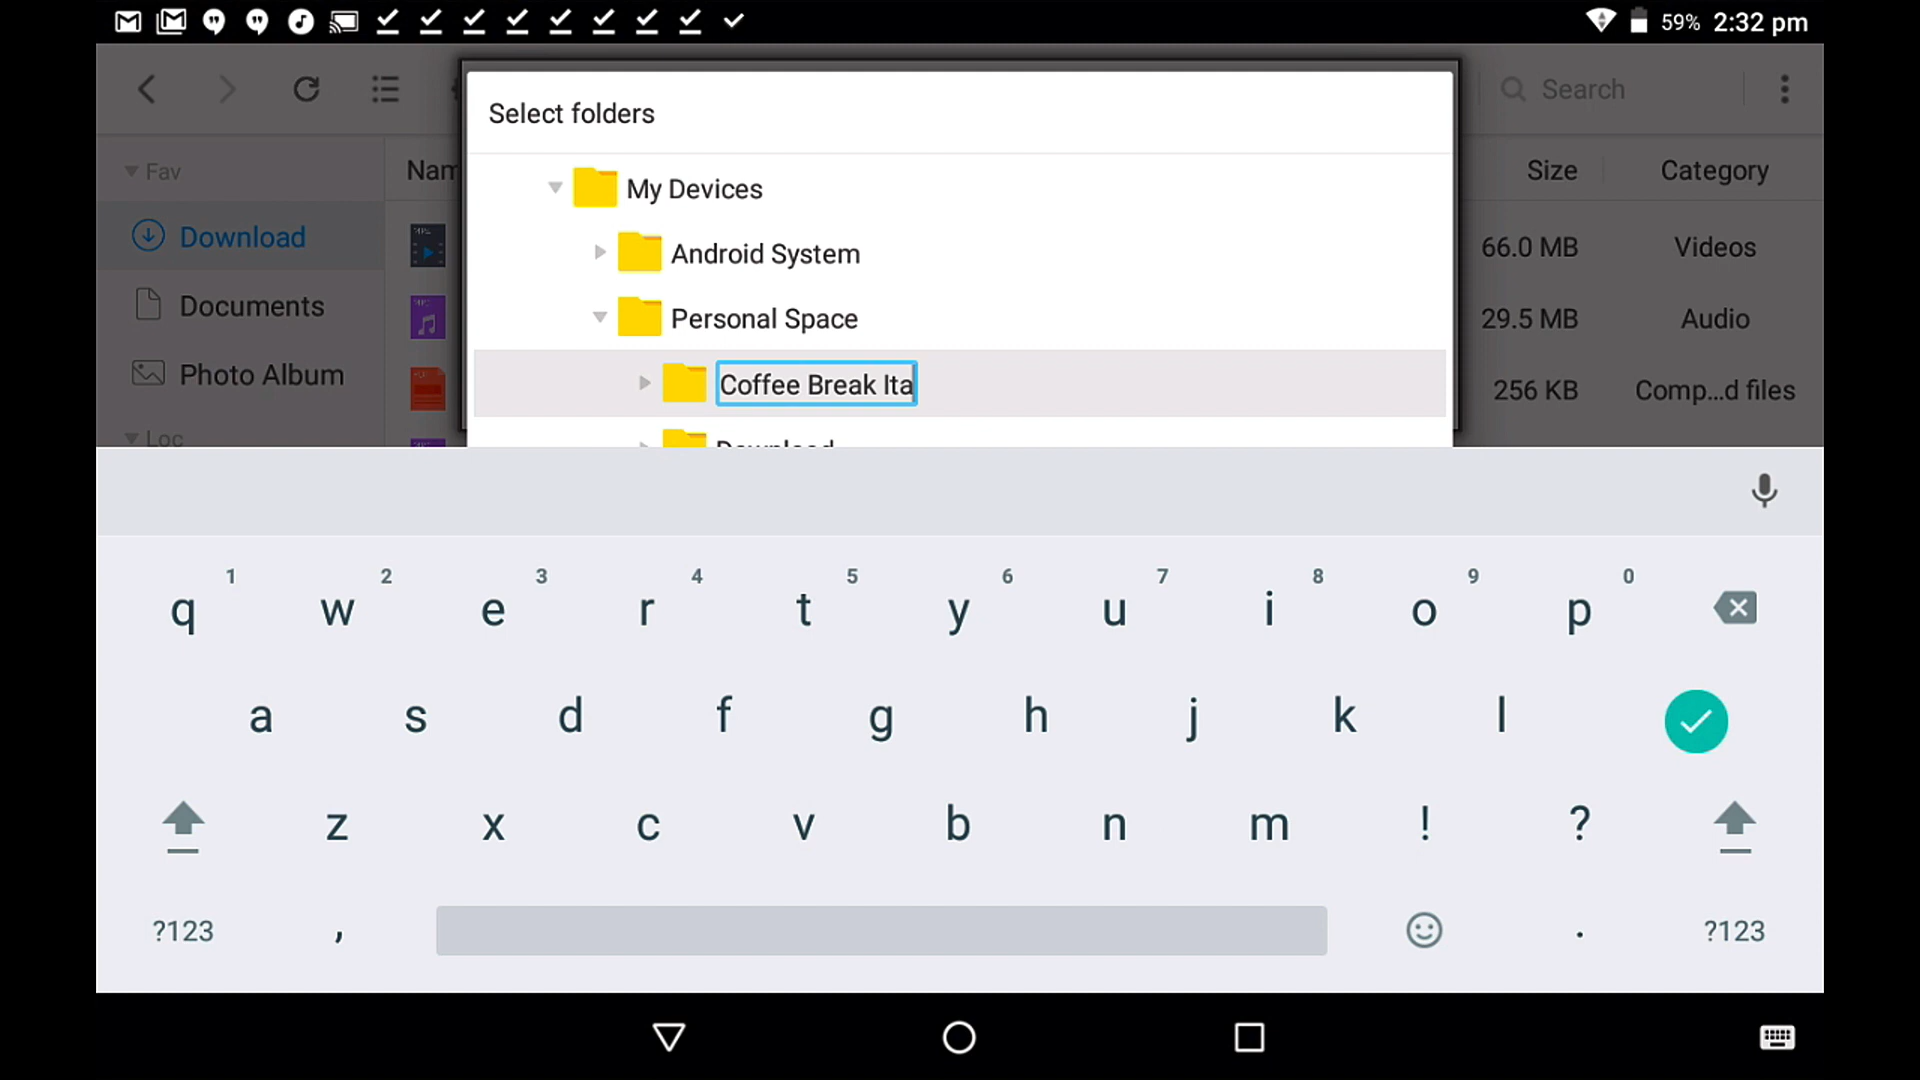 59% 2:32 pm
Search
Select folders
Fav
Nam
Size
Category
My Devices
Download
Android System
66.0 MB
Videos
Documents
Personal Space
29.5 MB
Audio
Photo Album
Coffee Break Ita
256 KB
Comp...d files
Loc
Download
1 2 3 4 5 6 7 8 9 0
q w e r t y u i o p
a s d f g h j k l
z x c v b n m ! ?
?123 , . ?123